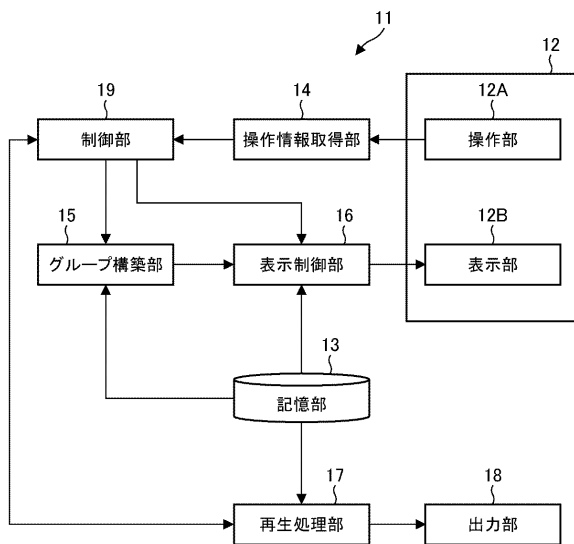 11
12
19
14
12A
制御部
操作情報取得部
操作部
15
16
12B
グループ構築部
表示制御部
表示部
13
記憶部
17
18
再生処理部
出力部